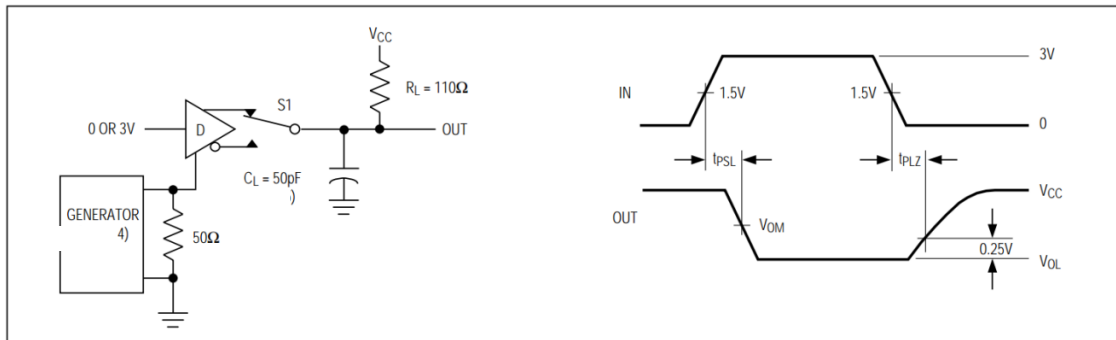 VCC
RL = 110Ω
S1
0 OR 3V
D
OUT
CL = 50pF
)
GENERATOR
4)
50Ω
3V
IN
1.5V
1.5V
0
tPSL
tPLZ
VCC
OUT
VOM
0.25V
VOL